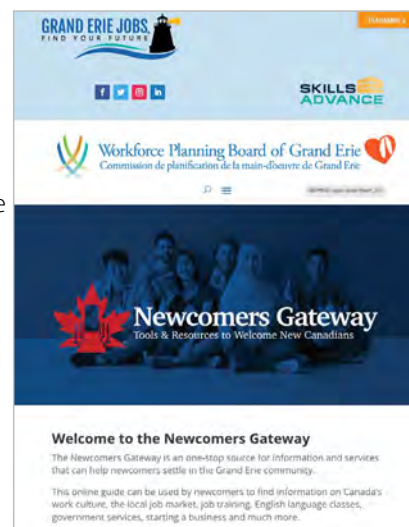 GRAND ERIE JOBS,
FIND YOUR FUTURE
SKILLS
ADVANCE
Workforce Planning Board of Grand Erie
Commission de planification de la main-d'oeuvre de Grand Erie
e
Newcomers Gateway
Tools & Resources to Welcome New Canadians
Welcome to the Newcomers Gateway
The Newcomers Gateway is an one-stop source for information and services
that can help newcomers settle in the Grand Erie community.
This online guide can be used by newcomers to find information on Canada's
work culture, the local job market, job training, English language classes,
government services, starting a business and much more.